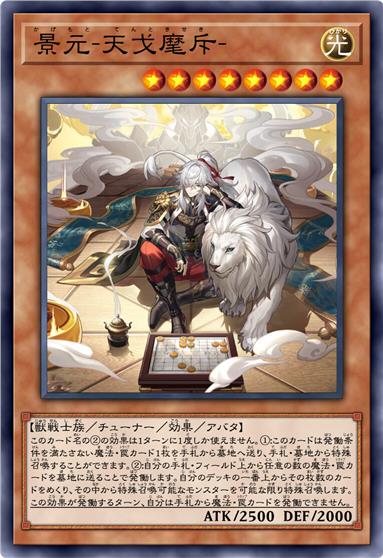 景元-天戈麾斥-
光
【獣戦士族／チューナー／効果／アバタ】
このカード名の②の効果は1ターンに1度しか使えません。①:このカードは発動条
件を満たさない魔法・罠カード1枚を手札から墓地へ送り、手札・墓地から特殊
召喚することができます。②:自分の手札・フィールド上から任意の数の魔法・罠カ
ードを墓地に送ることで発動します。自分のデッキの一番上からその枚数のカー
ドをめくり、その中から特殊召喚可能なモンスターを可能な限り特殊召喚します。
この効果が発動するターン、自分は手札から魔法・罠カードを発動できません。
ATK/2500 DEF/2000